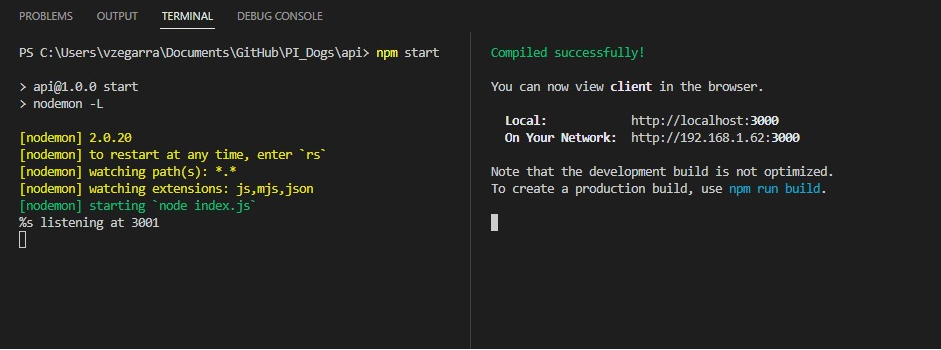 PROBLEMS OUTPUT TERMINAL DEBUG CONSOLE
PS C:\Users\vzegarra\Documents\GitHub\PI_Dogs\api> npm start
> api@1.0.0 start
> nodemon -L
[nodemon] 2.0.20
[nodemon] to restart at any time, enter `rs`
[nodemon] watching path(s): *.*
[nodemon] watching extensions: js,mjs,json
[nodemon] starting `node index.js`
%s listening at 3001
Compiled successfully!
You can now view client in the browser.
Local: http://localhost:3000
On Your Network: http://192.168.1.62:3000
Note that the development build is not optimized.
To create a production build, use npm run build.